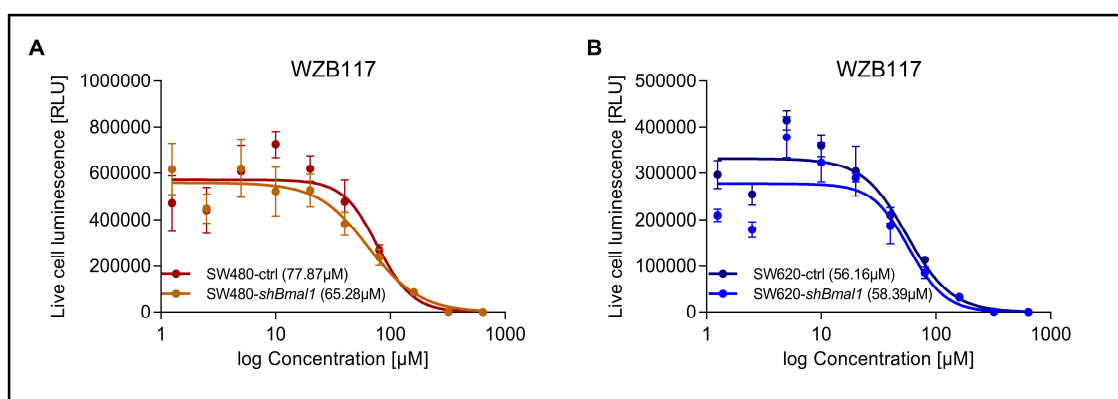 A
WZB117
Live cell luminescence [RLU]
1000000
800000
600000
400000
200000
0
SW480-ctrl (77.87µM)
SW480-shBmal1 (65.28µM)
1 10 100 1000
log Concentration [µM]
B
WZB117
Live cell luminescence [RLU]
500000
400000
300000
200000
100000
0
SW620-ctrl (56.16µM)
SW620-shBmal1 (58.39µM)
1 10 100 1000
log Concentration [µM]